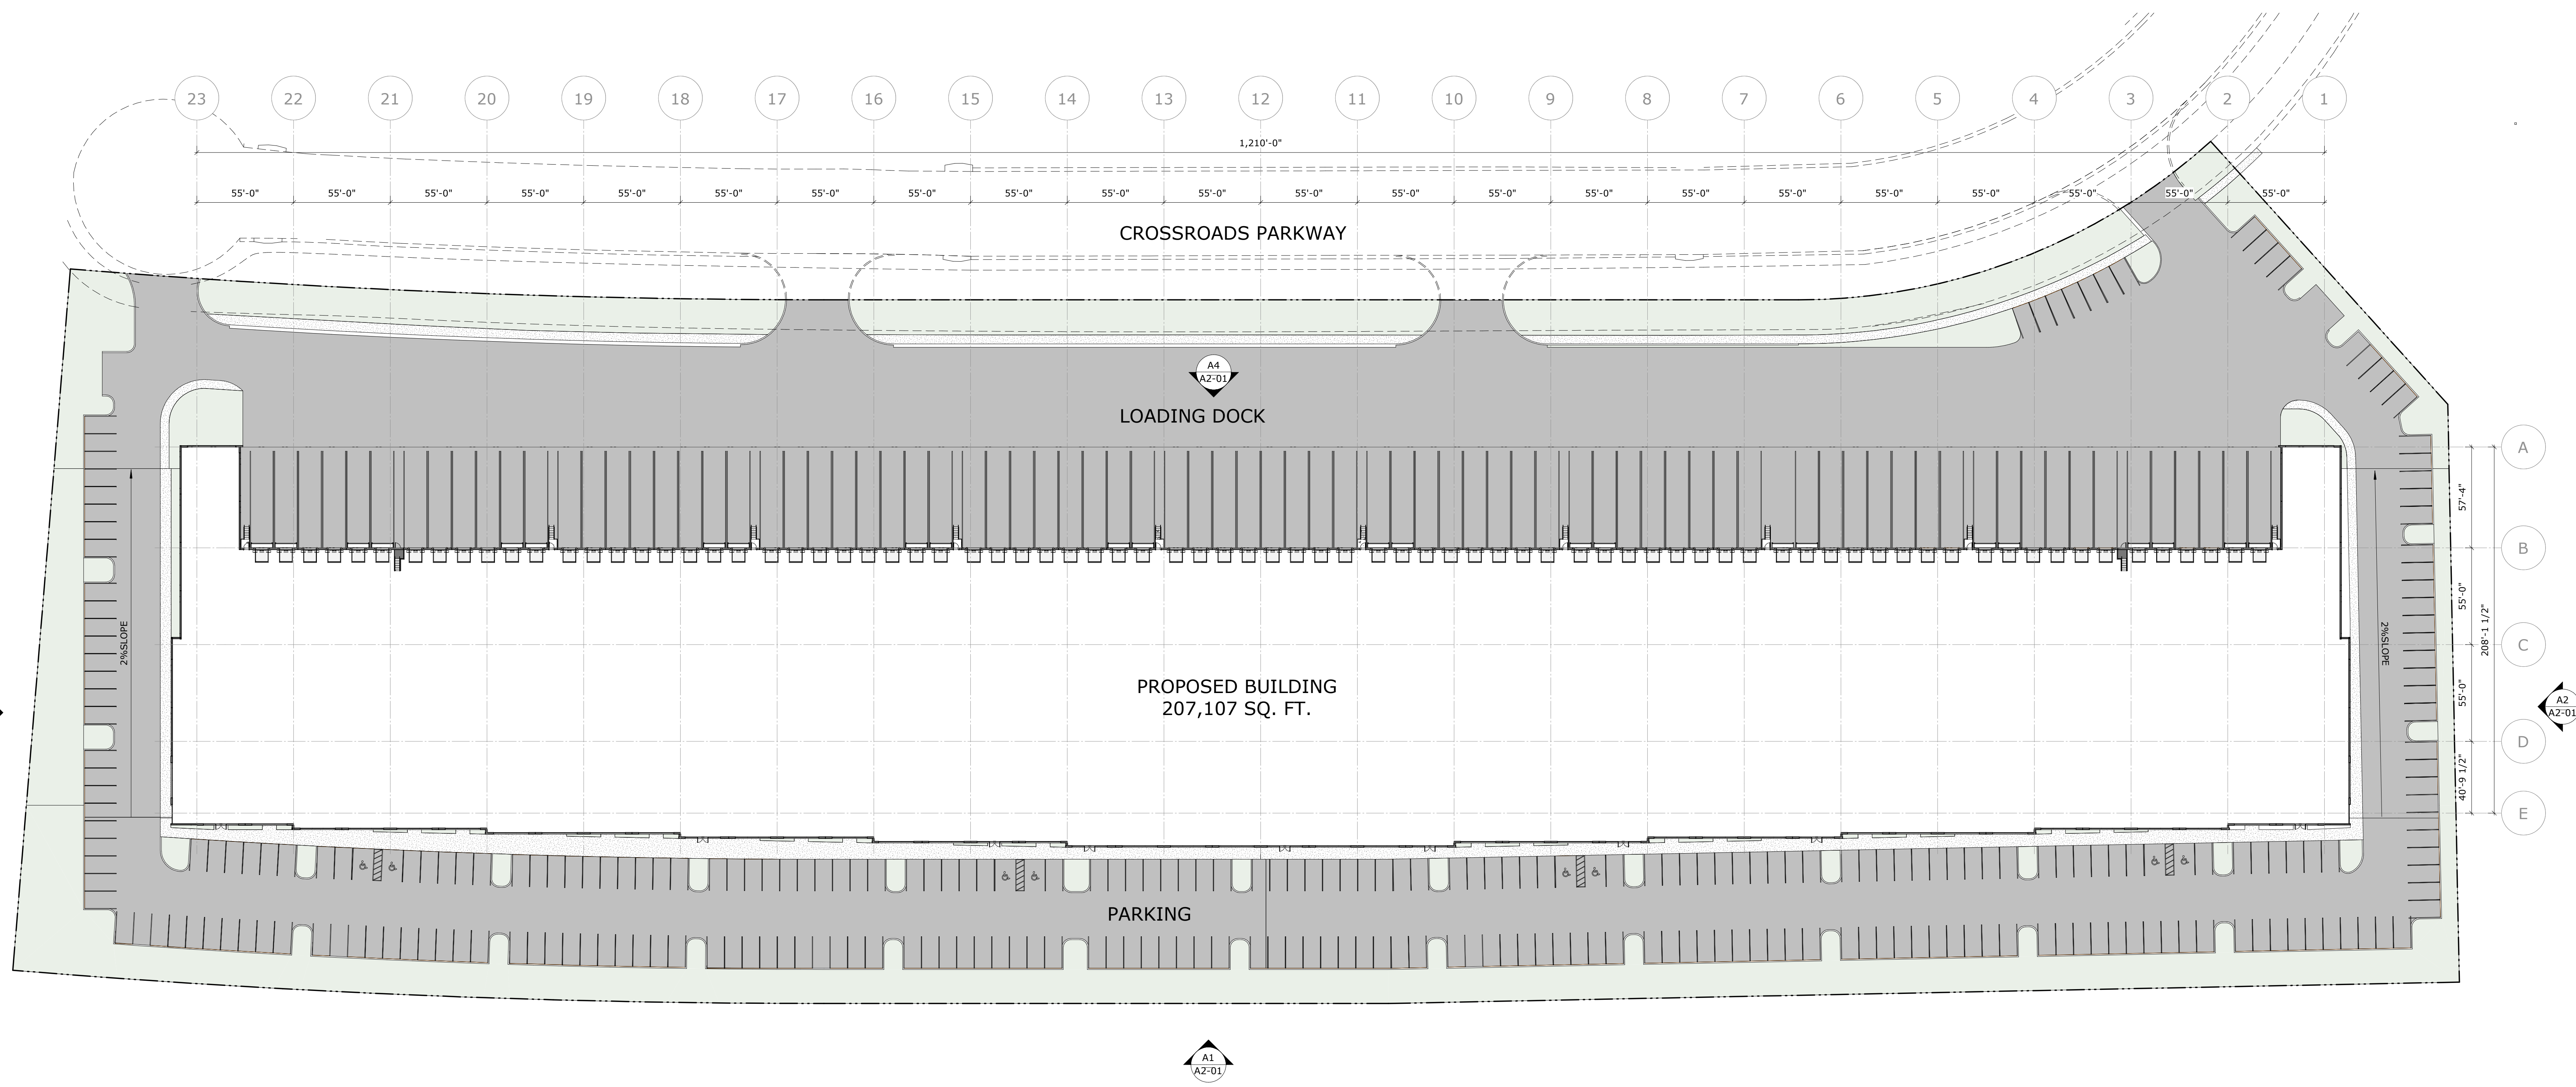 23 22 21 20 19 18 17 16 15 14 13 12 11 10 9 8 7 6 5 4 3 2 1
1,210'-0"
55'-0" 55'-0" 55'-0" 55'-0" 55'-0" 55'-0" 55'-0" 55'-0" 55'-0" 55'-0" 55'-0" 55'-0" 55'-0" 55'-0" 55'-0" 55'-0" 55'-0" 55'-0" 55'-0" 55'-0" 55'-0" 55'-0"
CROSSROADS PARKWAY
A4
A2-01
LOADING DOCK
A
57'-4"
B
55'-0"
208'-1 1/2"
C
2%SLOPE
2%SLOPE
PROPOSED BUILDING
207,107 SQ. FT.
55'-0"
A2
A2-01
D
40'-9 1/2"
E
PARKING
A1
A2-01